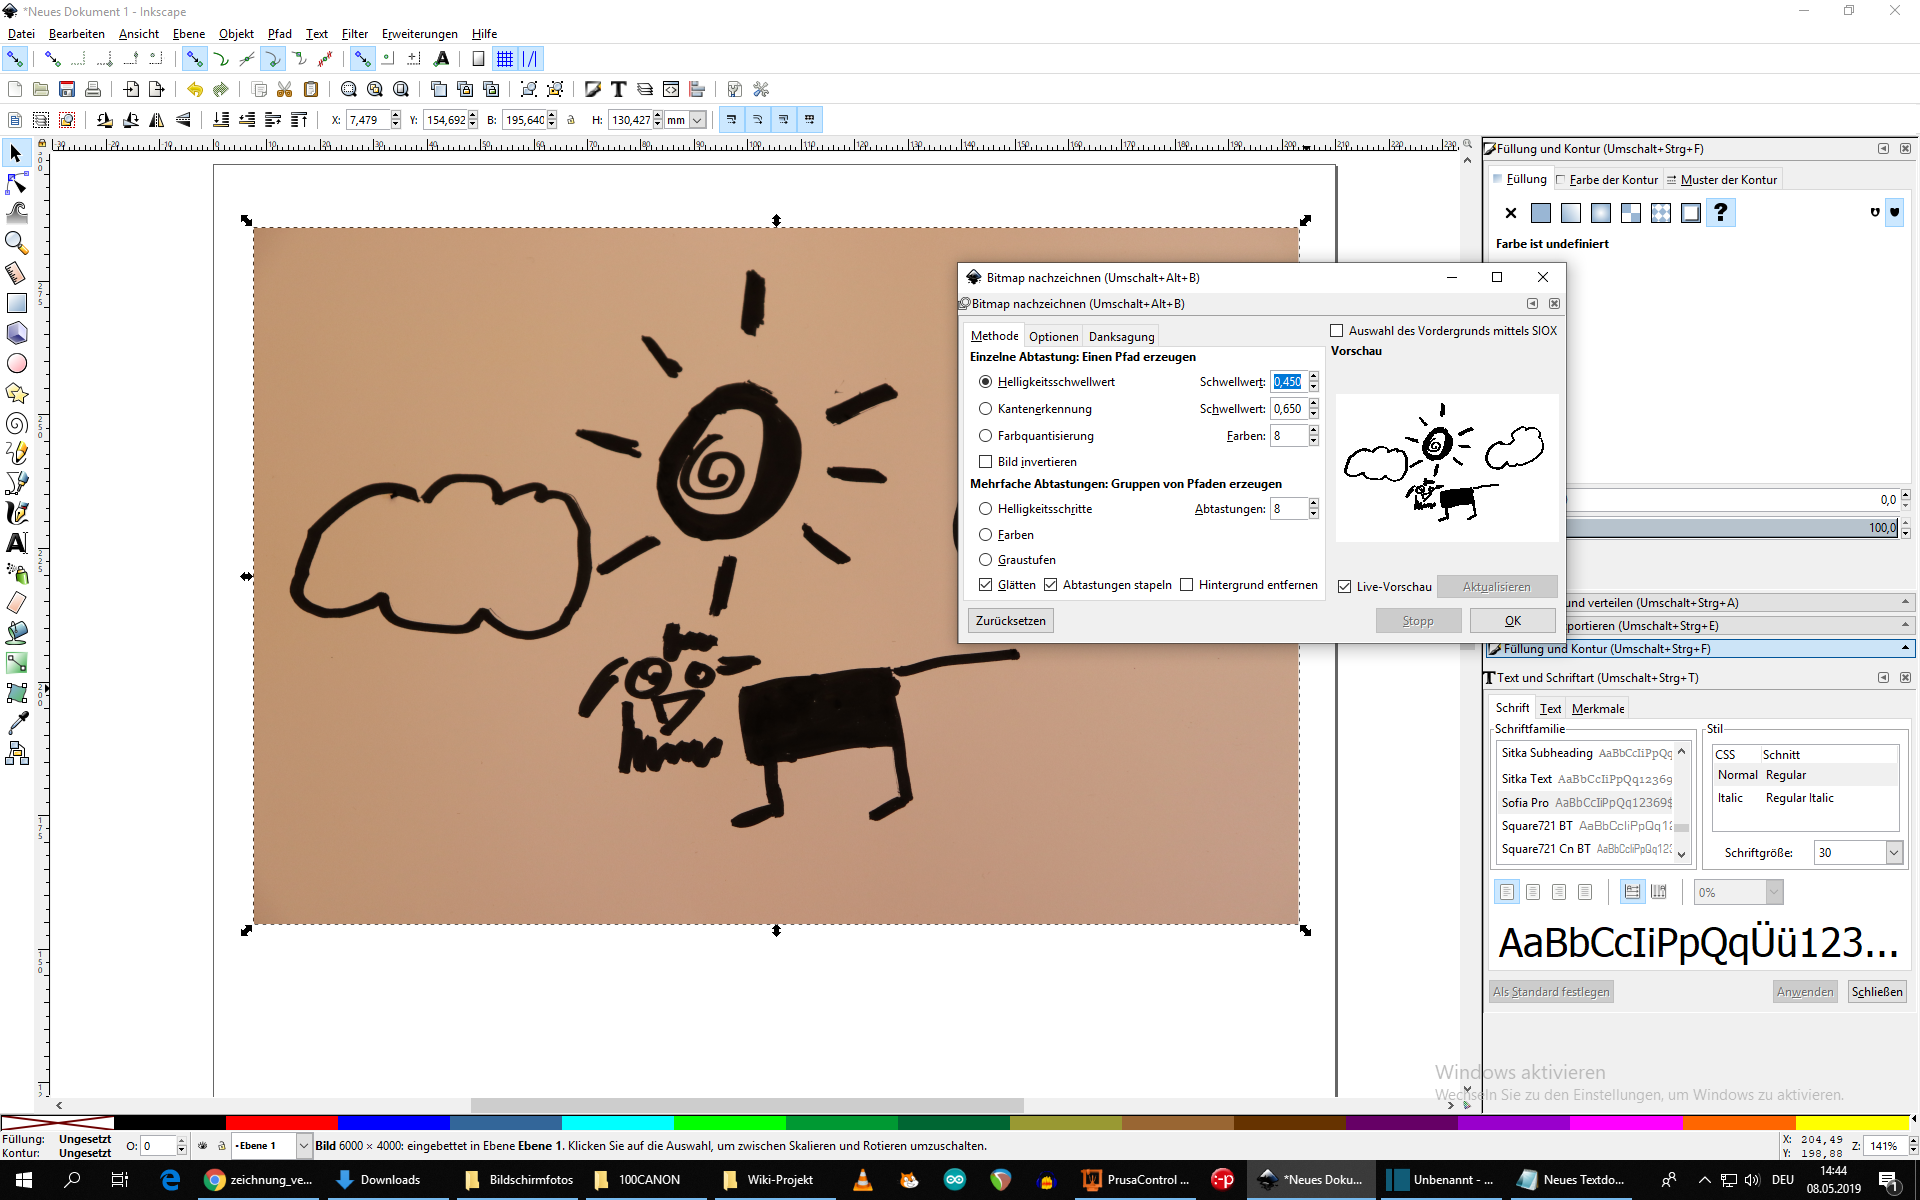 *Neues Dokument 1 - Inkscape
Datei Bearbeiten Ansicht Ebene Objekt Pfad Text Filter Erweiterungen Hilfe
X: 7,479 Y: 154,692 B: 195,640 H: 130,427 mm
Füllung und Kontur (Umschalt+Strg+F)
Füllung Farbe der Kontur Muster der Kontur
Farbe ist undefiniert
Bitmap nachzeichnen (Umschalt+Alt+B)
Bitmap nachzeichnen (Umschalt+Alt+B)
Methode Optionen Danksagung
Auswahl des Vordergrunds mittels SIOX
Vorschau
Einzelne Abtastung: Einen Pfad erzeugen
Helligkeitsschwellwert Schwellwert: 0,450
Kantenerkennung Schwellwert: 0,650
Farbquantisierung Farben: 8
Bild invertieren
Mehrfache Abtastungen: Gruppen von Pfaden erzeugen
Helligkeitsschritte Abtastungen: 8
Farben
Graustufen
Glätten Abtastungen stapeln Hintergrund entfernen
Live-Vorschau Aktualisieren
Zurücksetzen Stopp OK
0,0
100,0
und verteilen (Umschalt+Strg+A)
portieren (Umschalt+Strg+E)
Füllung und Kontur (Umschalt+Strg+F)
Text und Schriftart (Umschalt+Strg+T)
Schrift Text Merkmale
Schriftfamilie
Sitka Subheading AaBbCcIiPpQq
Sitka Text AaBbCcIiPpQq12369
Sofia Pro AaBbCcIiPpQq12369$
Square721 BT AaBbCcIiPpQq12
Square721 Cn BT AaBbCcIiPpQq123
Stil
CSS Schnitt
Normal Regular
Italic Regular Italic
Schriftgröße: 30
0%
AaBbCcIiPpQqÜü123...
Als Standard festlegen Anwenden Schließen
Windows aktivieren
Wechseln Sie zu den Einstellungen, um Windows zu aktivieren.
Füllung: Ungesetzt
Kontur: Ungesetzt
O: 0
Ebene 1
Bild 6000 × 4000: eingebettet in Ebene Ebene 1. Klicken Sie auf die Auswahl, um zwischen Skalieren und Rotieren umzuschalten.
X: 204,49
Y: 198,88
Z: 141%
zeichnung_ve... Downloads Bildschirmfotos 100CANON Wiki-Projekt PrusaControl ... *Neues Doku... Unbenannt - ... Neues Textdo...
DEU
14:44
08.05.2019